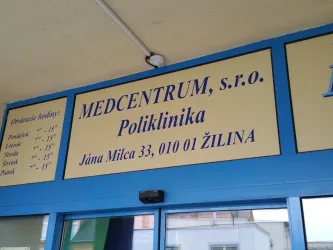 Otváracie hodiny:
Pondelok
Utorok
Streda
Štvrtok
Piatok
MEDCENTRUM, s.r.o.
Poliklinika
Jána Milca 33, 010 01 ŽILINA